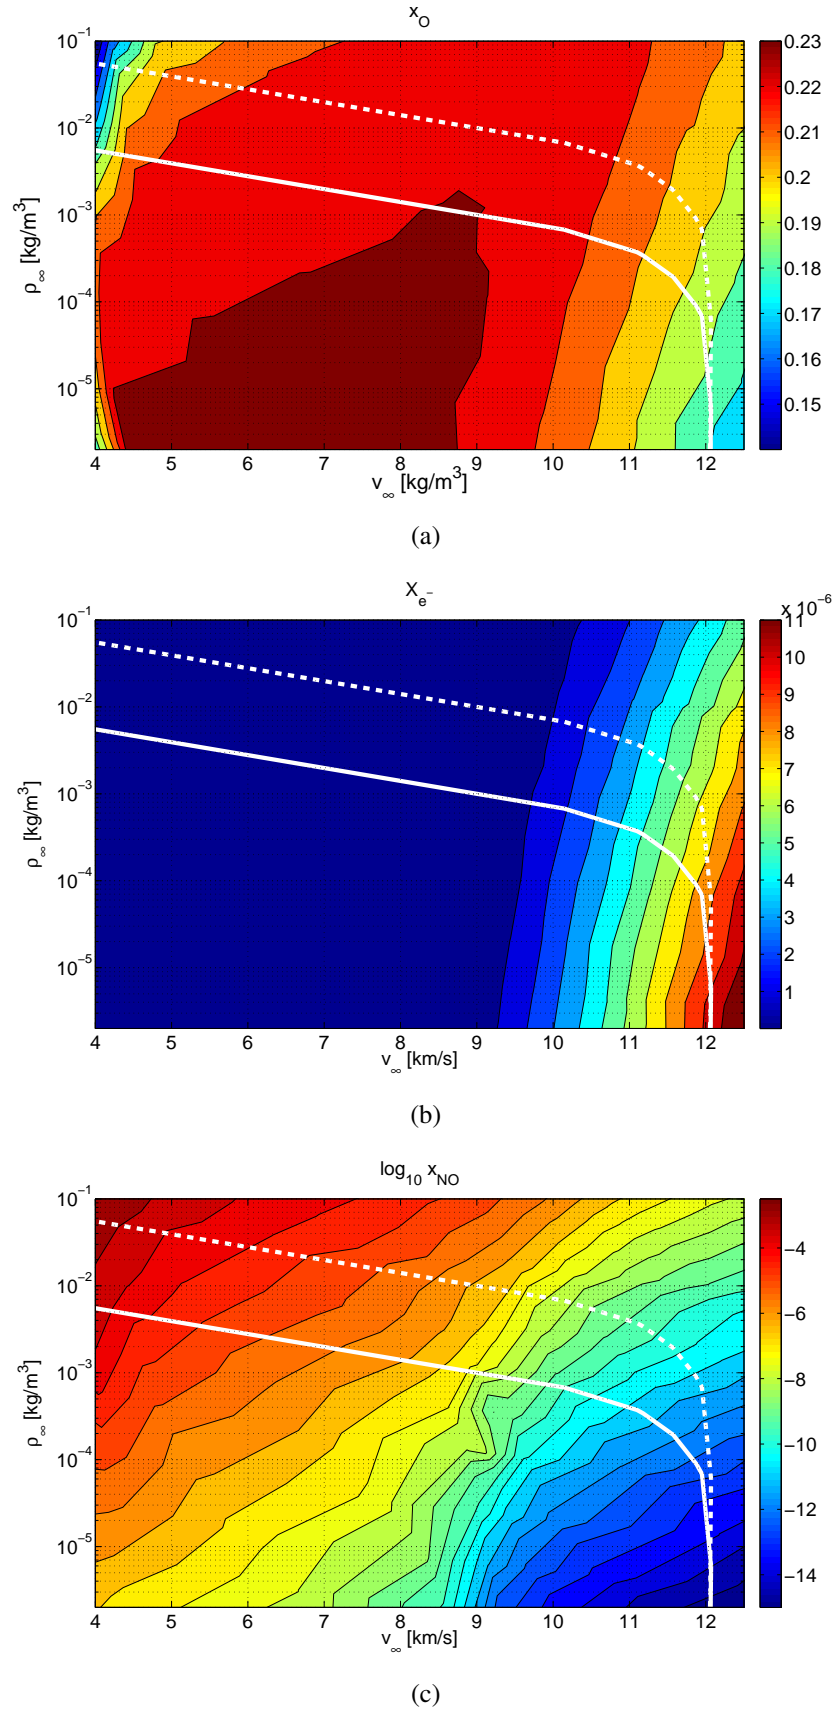 x_O
10^-1
10^-2
10^-3
10^-4
10^-5
ρ_∞ [kg/m^3]
4 5 6 7 8 9 10 11 12
v_∞ [kg/m^3]
0.23
0.22
0.21
0.2
0.19
0.18
0.17
0.16
0.15
(a)
X_e^-
10^-1
10^-2
10^-3
10^-4
10^-5
ρ_∞ [kg/m^3]
4 5 6 7 8 9 10 11 12
v_∞ [km/s]
x 10^-6
11
10
9
8
7
6
5
4
3
2
1
(b)
log_10 x_NO
10^-1
10^-2
10^-3
10^-4
10^-5
ρ_∞ [kg/m^3]
4 5 6 7 8 9 10 11 12
v_∞ [km/s]
−4
−6
−8
−10
−12
−14
(c)